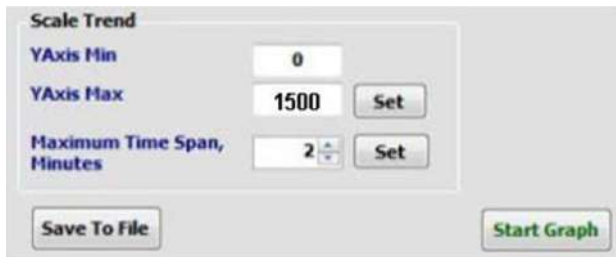 Scale Trend
YAxis Min 0
YAxis Max 1500 Set
Maximum Time Span, 2 Set
Minutes
Save To File Start Graph